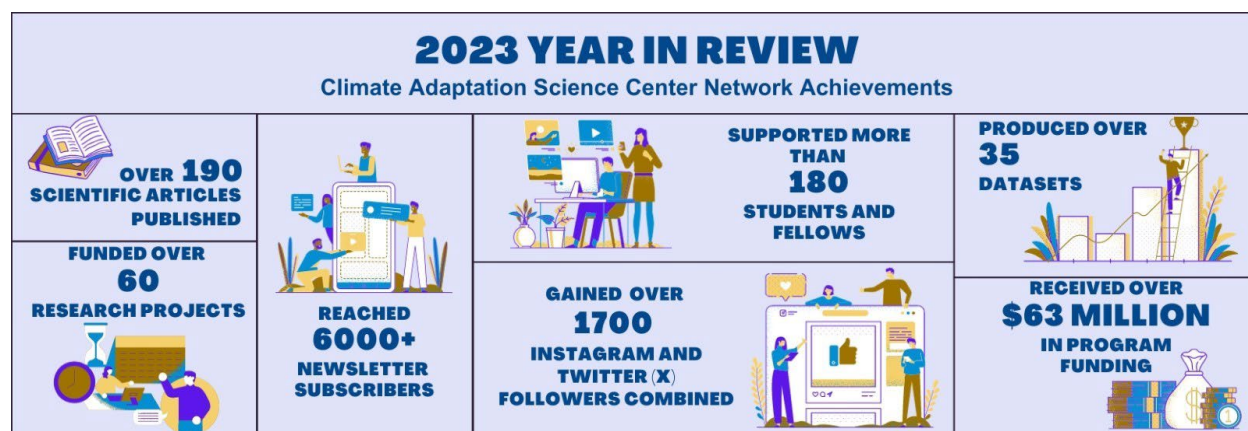 2023 YEAR IN REVIEW
Climate Adaptation Science Center Network Achievements
OVER 190
SCIENTIFIC ARTICLES
PUBLISHED
FUNDED OVER
60
RESEARCH PROJECTS
REACHED
6000+
NEWSLETTER
SUBSCRIBERS
SUPPORTED MORE
THAN
180
STUDENTS AND
FELLOWS
GAINED OVER
1700
INSTAGRAM AND
TWITTER (X)
FOLLOWERS COMBINED
PRODUCED OVER
35
DATASETS
RECEIVED OVER
$63 MILLION
IN PROGRAM
FUNDING
$
1